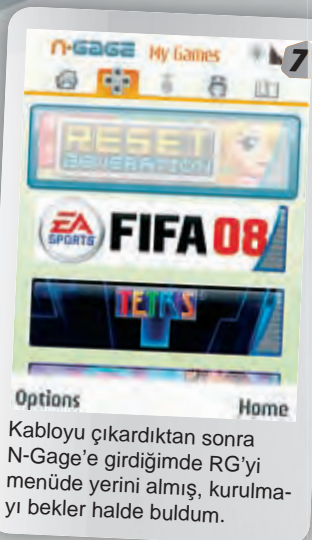 N·GAGE My Games
7
RESET
GENERATION
EA
SPORTS
FIFA 08
TETRIS
Options Home
Kabloyu çıkardıktan sonra
N-Gage'e girdiğimde RG'yi
menüde yerini almış, kurulma-
yı bekler halde buldum.